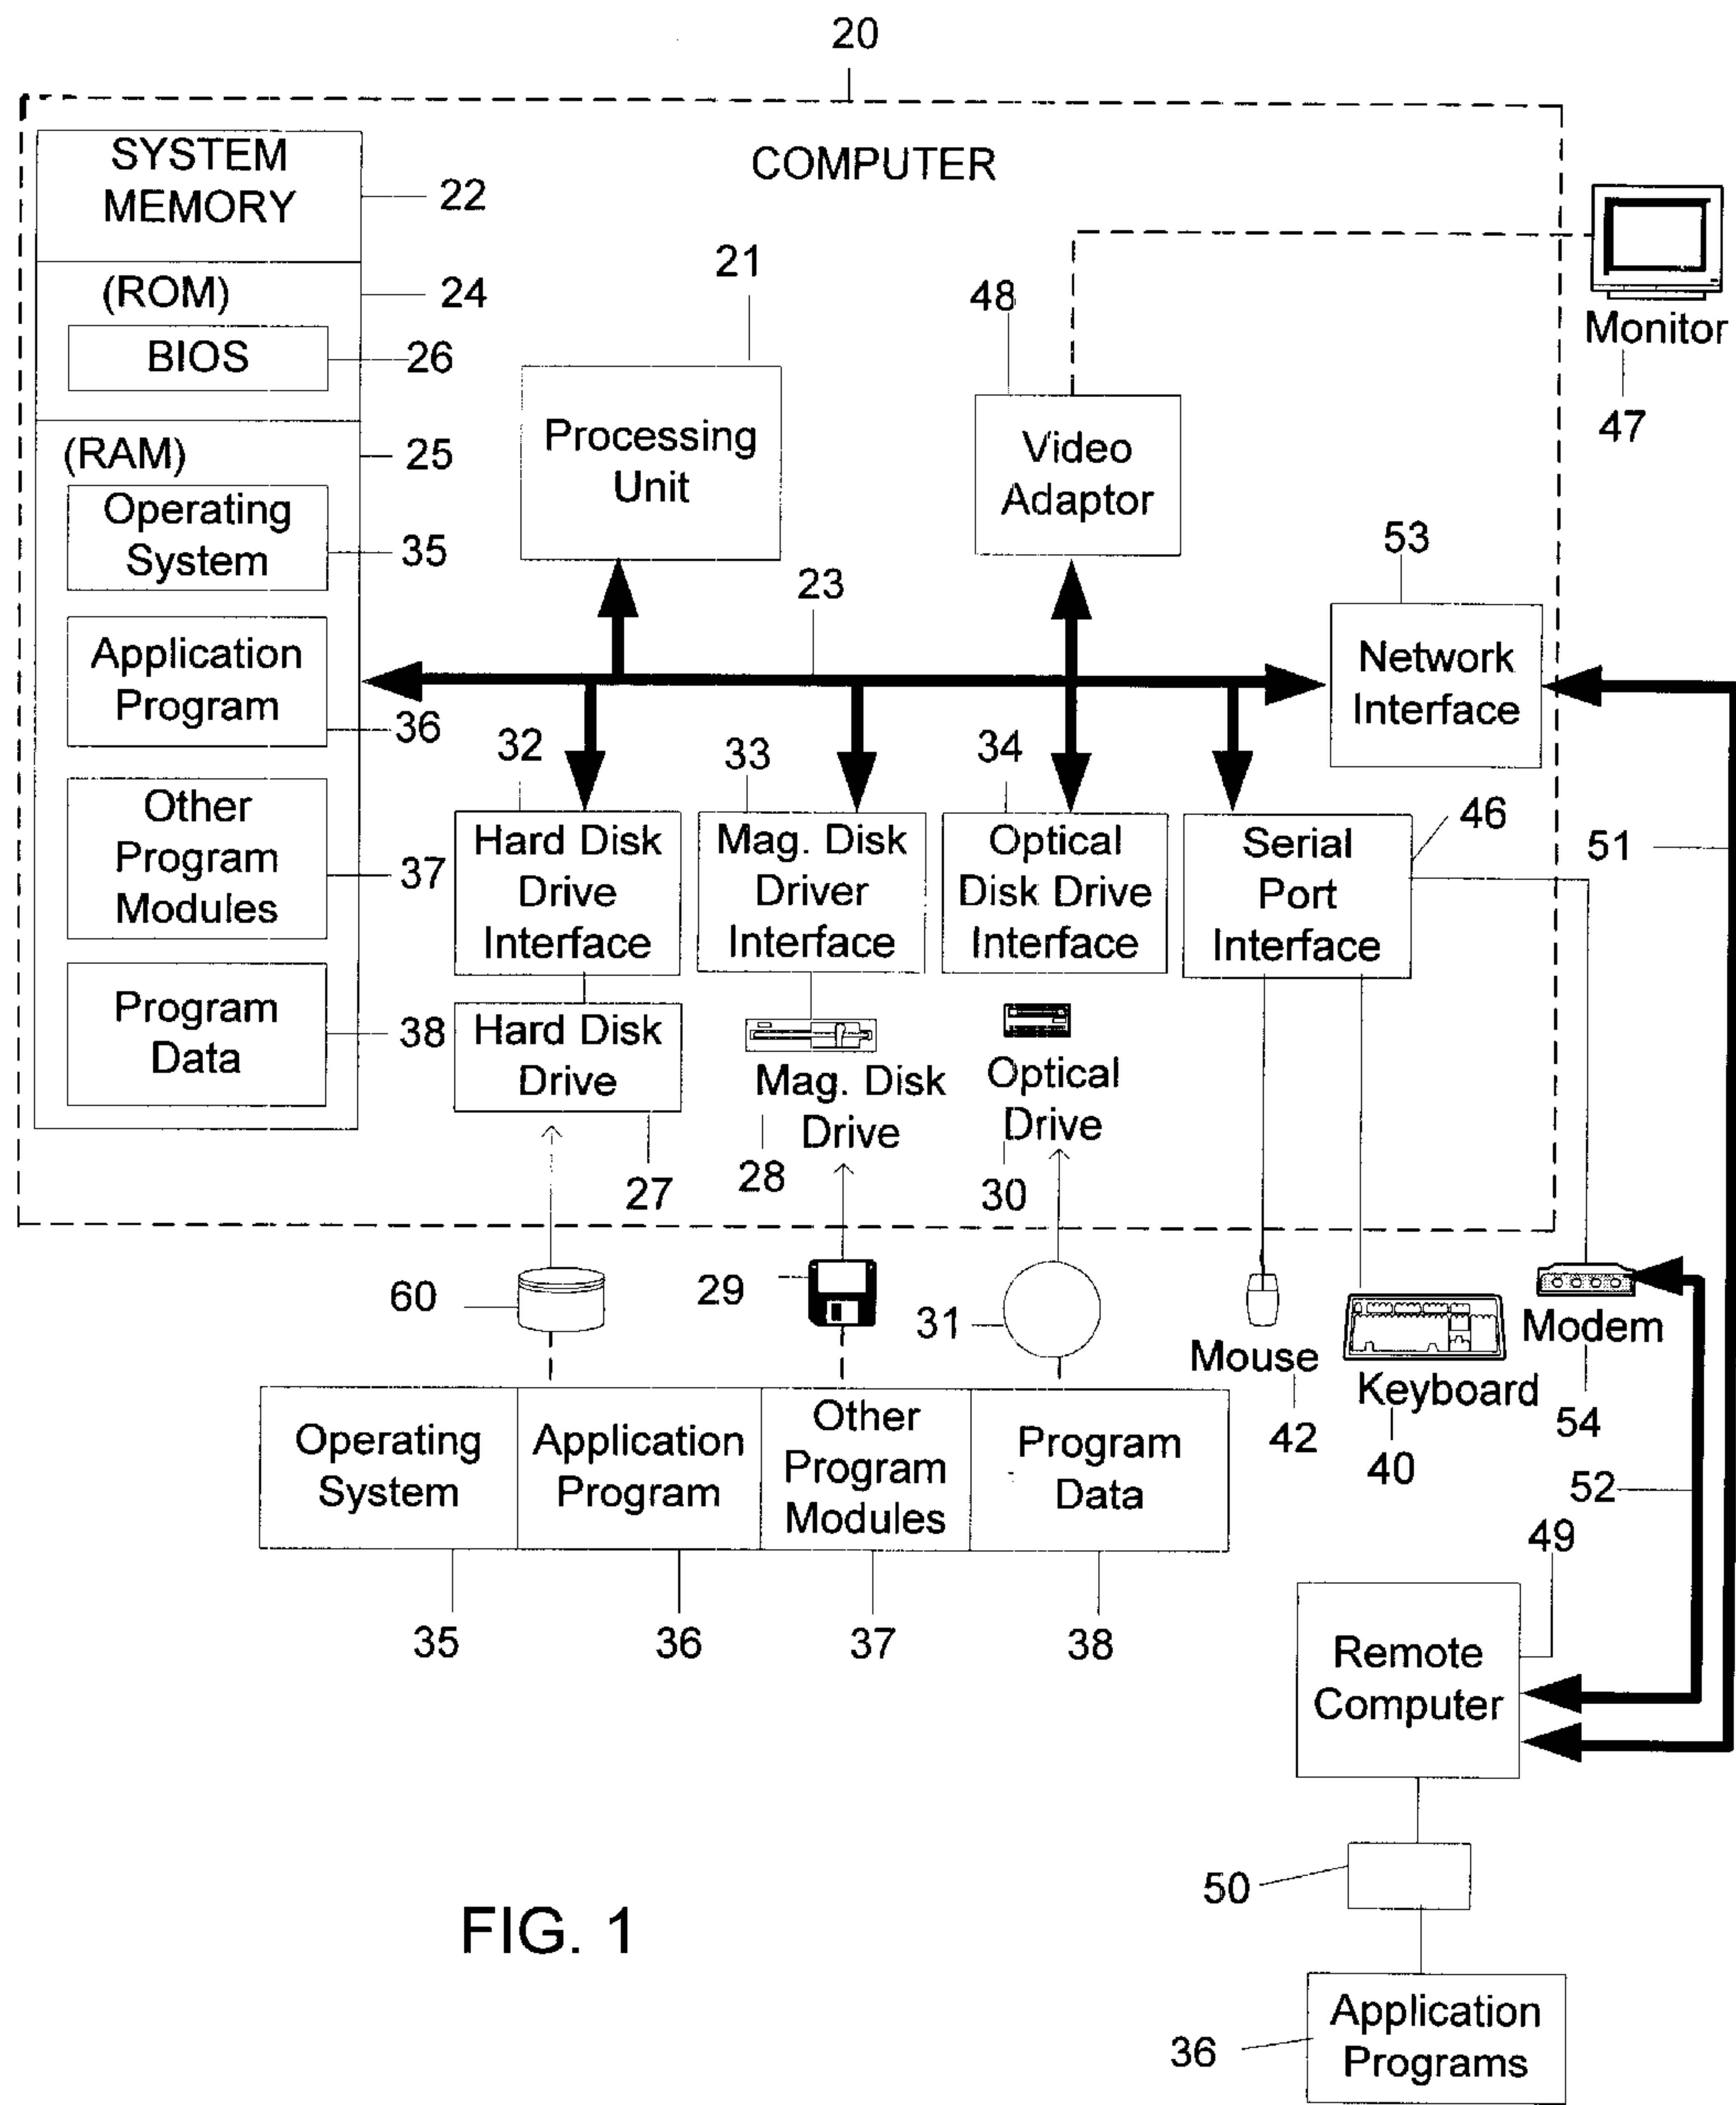 20
COMPUTER
SYSTEM
MEMORY
22
(ROM)
24
BIOS
26
(RAM)
25
Operating
System
35
Application
Program
36
Other
Program
Modules
37
Program
Data
38
21
Processing
Unit
48
Video
Adaptor
Monitor
47
53
Network
Interface
23
32
Hard Disk
Drive
Interface
33
Mag. Disk
Driver
Interface
34
Optical
Disk Drive
Interface
46
Serial
Port
Interface
51
Hard Disk
Drive
27
Mag. Disk
Drive
28
Optical
Drive
30
60
29
31
Mouse
42
Keyboard
40
Modem
54
52
Operating
System
35
Application
Program
36
Other
Program
Modules
37
Program
Data
38
49
Remote
Computer
50
Application
Programs
36
FIG. 1